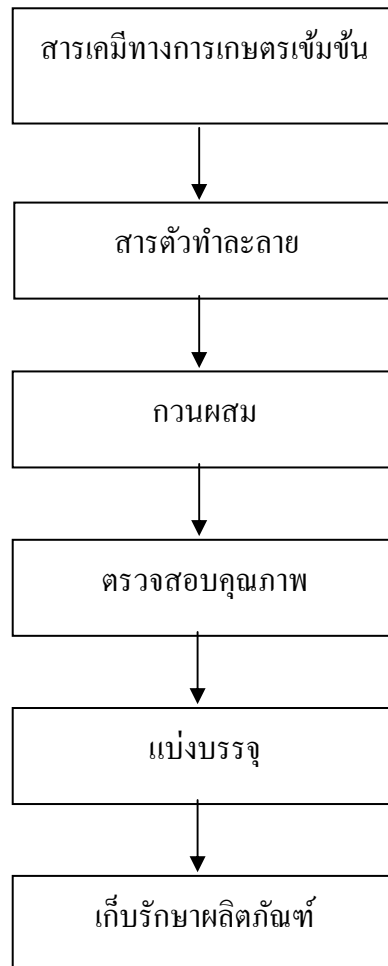 สารเคมีทางการเกษตรเข้มข้น
สารตัวทำละลาย
กวนผสม
ตรวจสอบคุณภาพ
แบ่งบรรจุ
เก็บรักษาผลิตภัณฑ์